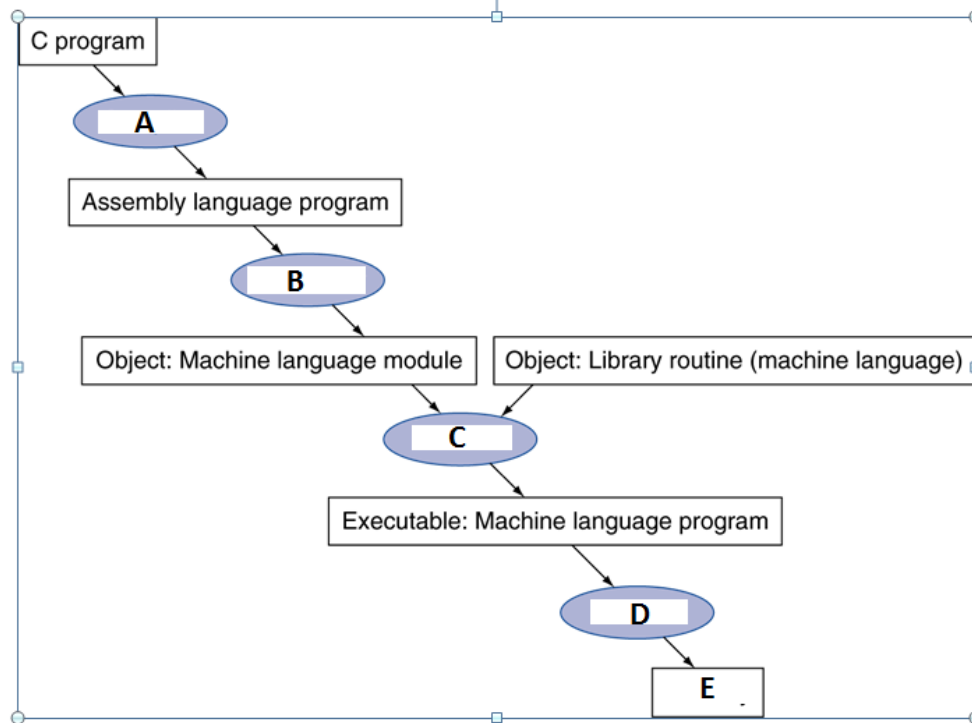 C program
A
Assembly language program
B
Object: Machine language module
Object: Library routine (machine language)
C
Executable: Machine language program
D
E